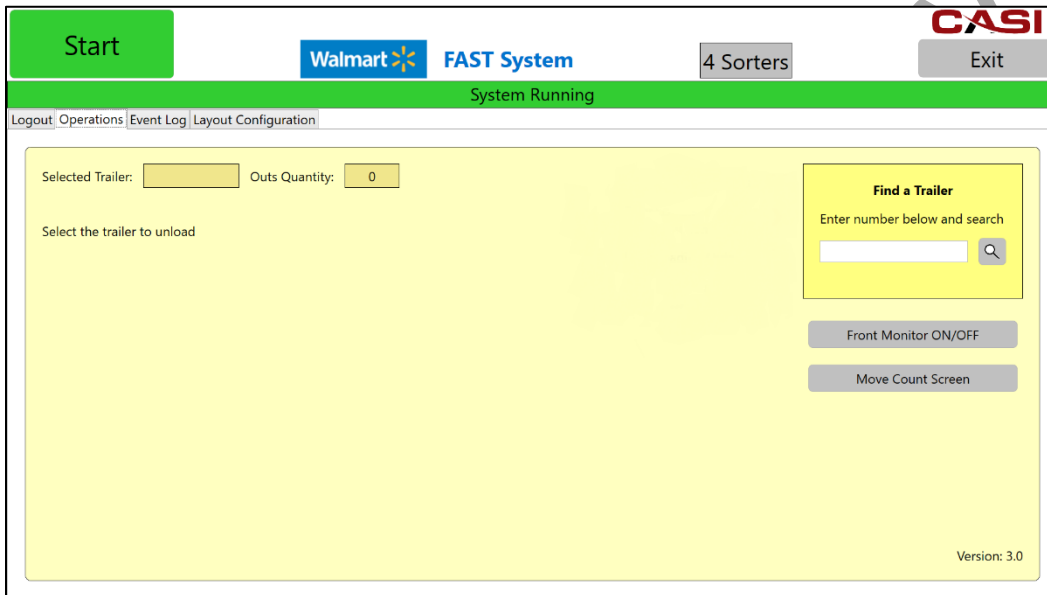 CASI
Start
Walmart FAST System 4 Sorters Exit
System Running
Logout Operations Event Log Layout Configuration
Selected Trailer: Outs Quantity: 0
Find a Trailer
Enter number below and search
Select the trailer to unload
Front Monitor ON/OFF
Move Count Screen
Version: 3.0